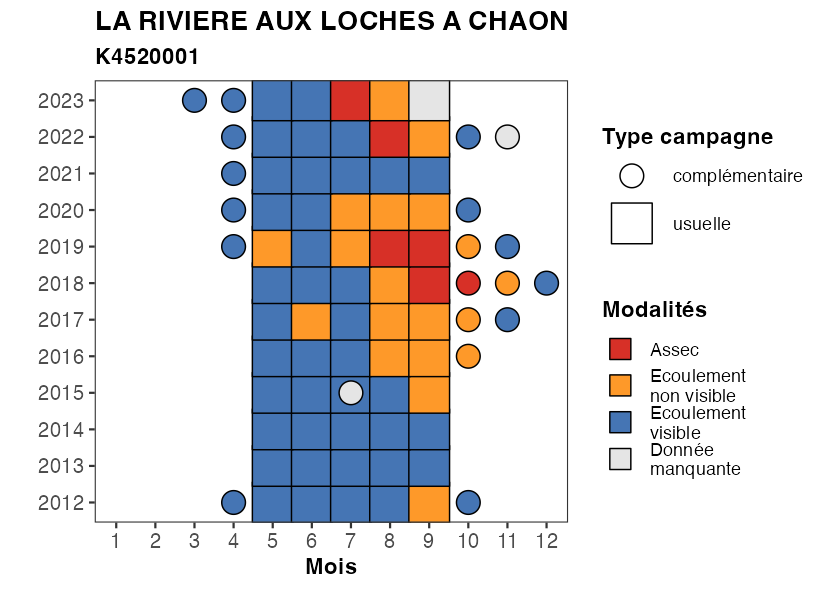 LA RIVIERE AUX LOCHES A CHAON
K4520001
2023
2022
2021
2020
2019
2018
2017
2016
2015
2014
2013
2012
1 2 3 4 5 6 7 8 9 10 11 12
Mois
Type campagne
complémentaire
usuelle
Modalités
Assec
Ecoulement
non visible
Ecoulement
visible
Donnée
manquante